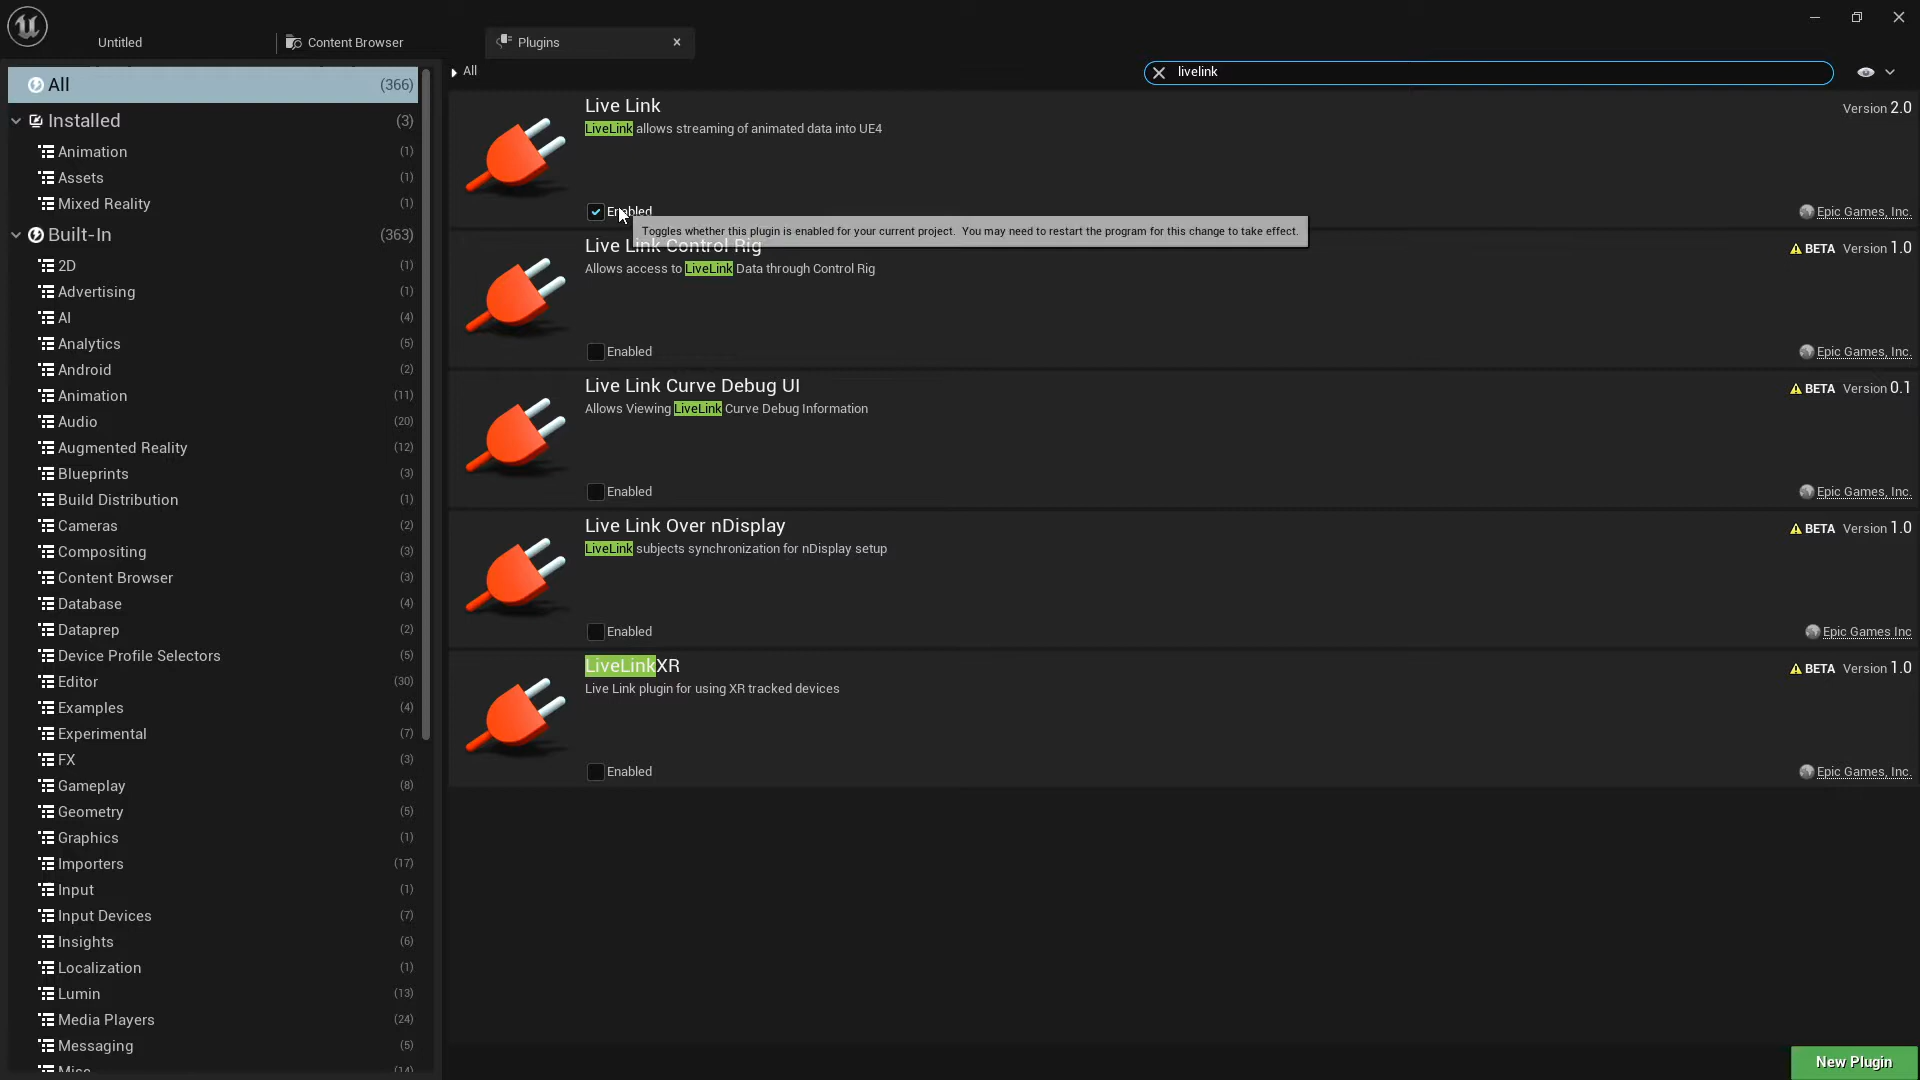 Untitled
Content Browser
Plugins
All (366)
Installed (3)
Animation (1)
Assets (1)
Mixed Reality (1)
Built-In (363)
2D (1)
Advertising (1)
AI (4)
Analytics (5)
Android (2)
Animation (11)
Audio (20)
Augmented Reality (12)
Blueprints (3)
Build Distribution (1)
Cameras (2)
Compositing (3)
Content Browser (3)
Database (4)
Dataprep (2)
Device Profile Selectors (5)
Editor (30)
Examples (4)
Experimental (7)
FX (3)
Gameplay (8)
Geometry (5)
Graphics (1)
Importers (17)
Input (1)
Input Devices (7)
Insights (6)
Localization (1)
Lumin (13)
Media Players (24)
Messaging (5)
Misc (14)
All
livelink
Live Link
Version 2.0
LiveLink allows streaming of animated data into UE4
Enabled
Epic Games, Inc.
Toggles whether this plugin is enabled for your current project. You may need to restart the program for this change to take effect.
Live Link Control Rig
BETA Version 1.0
Allows access to LiveLink Data through Control Rig
Enabled
Epic Games, Inc.
Live Link Curve Debug UI
BETA Version 0.1
Allows Viewing LiveLink Curve Debug Information
Enabled
Epic Games, Inc.
Live Link Over nDisplay
BETA Version 1.0
LiveLink subjects synchronization for nDisplay setup
Enabled
Epic Games Inc
LiveLinkXR
BETA Version 1.0
Live Link plugin for using XR tracked devices
Enabled
Epic Games, Inc.
New Plugin